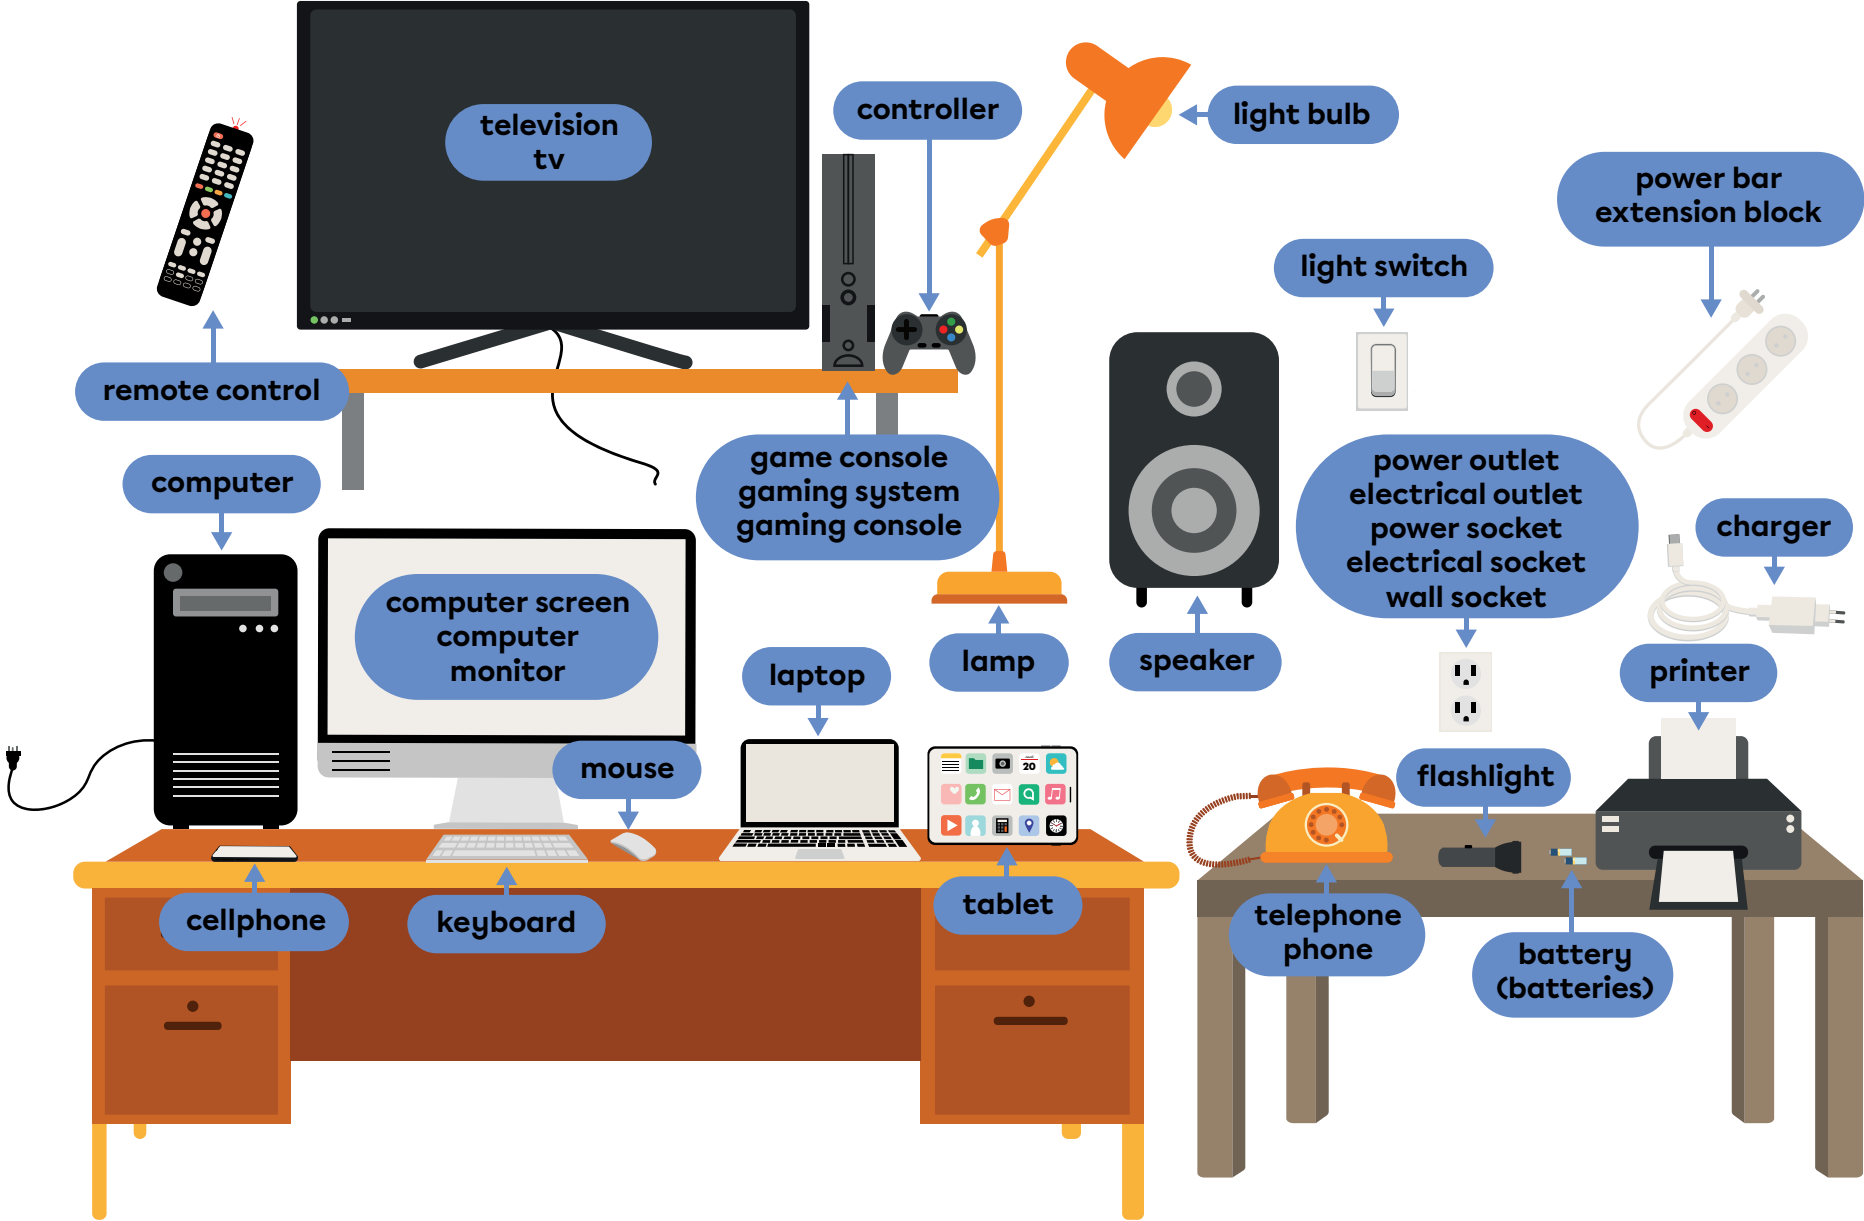 television
tv
controller
light bulb
power bar
extension block
light switch
remote control
game console
gaming system
gaming console
computer
power outlet
electrical outlet
power socket
electrical socket
wall socket
charger
computer screen
computer
monitor
laptop
lamp
speaker
printer
mouse
20
flashlight
cellphone
keyboard
tablet
telephone
phone
battery
(batteries)